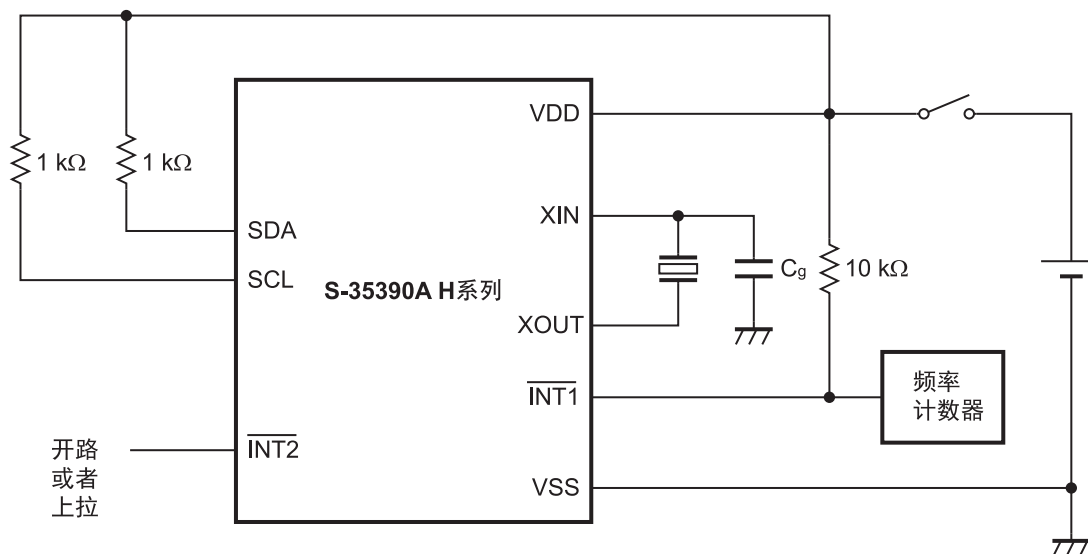 VDD
1 kΩ
1 kΩ
XIN
SDA
SCL
Cg
10 kΩ
S-35390A H系列
XOUT
INT1
频率
计数器
开路
或者
上拉
INT2
VSS